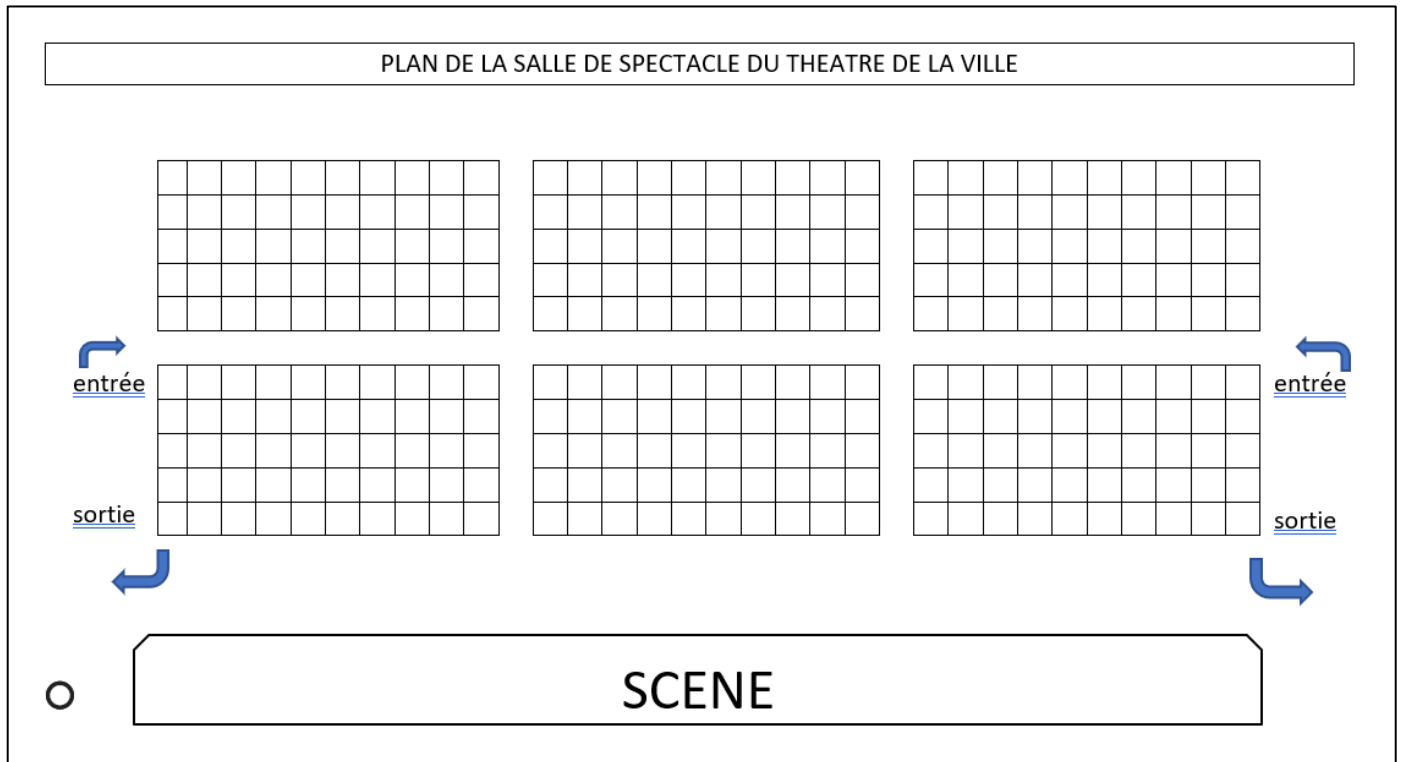 PLAN DE LA SALLE DE SPECTACLE DU THEATRE DE LA VILLE
entrée
entrée
sortie
sortie
SCENE